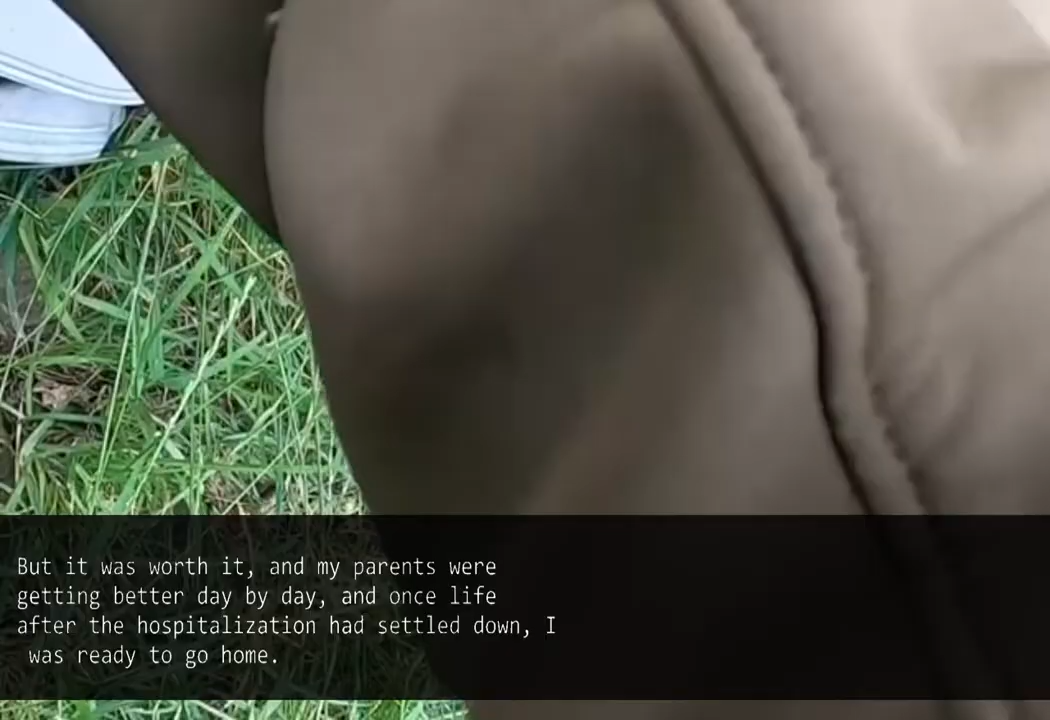 But it was worth it, and my parents were
getting better day by day, and once life
after the hospitalization had settled down, I
was ready to go home.